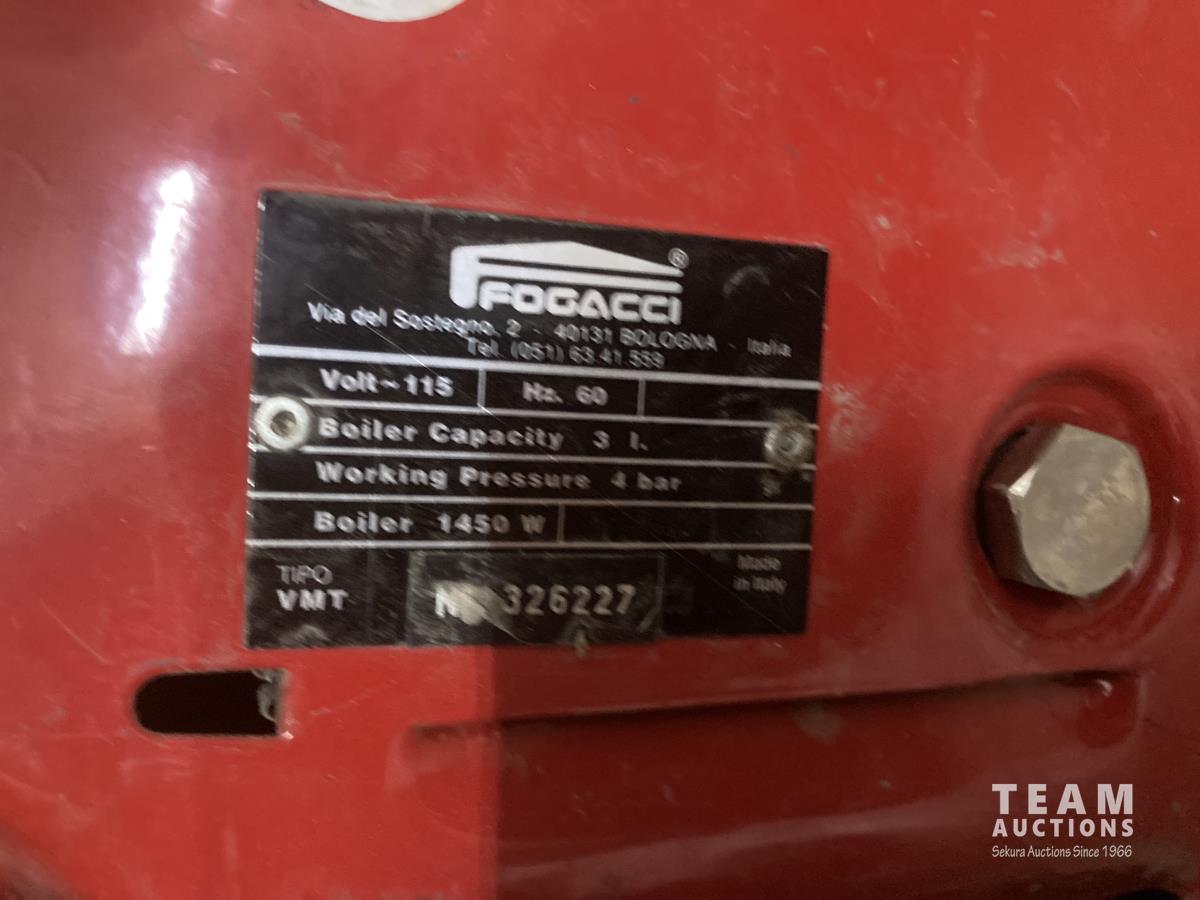 FOGACCI ®
Via del Sostegno, 2 - 40131 BOLOGNA - Italia
Tel. (051) 63.41.559
Volt ~ 115 Hz. 60
Boiler Capacity 3 l.
Working Pressure 4 bar
Boiler 1450 W
TIPO
VMT
326227
Made
in Italy
TEAM
AUCTIONS
Sekura Auctions Since 1966